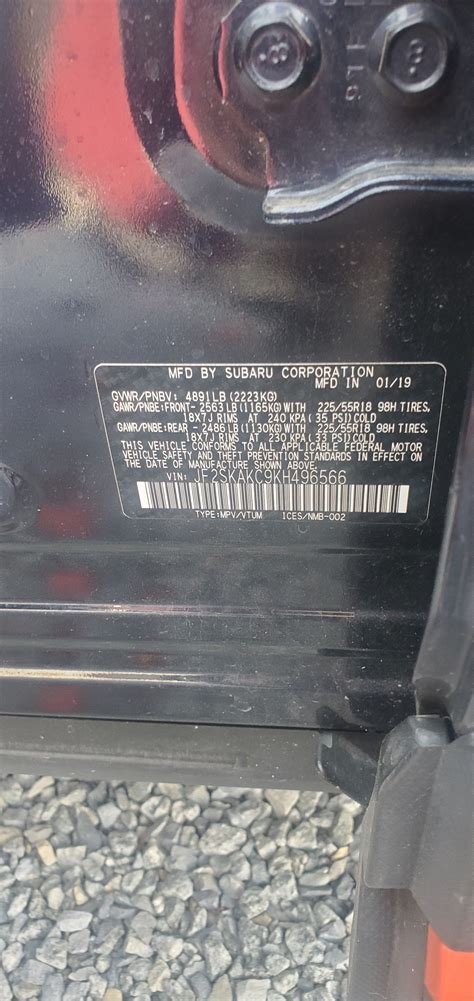 8
8
MFD BY SUBARU CORPORATION
MFD IN 01/19
GVWR/PNBV: 4891LB (2223KG)
GAWR/PNBE:FRONT- 2563LB(1165KG)WITH 225/55R18 98H TIRES,
18X7J RIMS AT 240 KPA(35 PSI)COLD
GAWR/PNBE:REAR - 2486LB(1130KG)WITH 225/55R18 98H TIRES,
18X7J RIMS AT 230 KPA(33 PSI)COLD
THIS VEHICLE CONFORMS TO ALL APPLICABLE FEDERAL MOTOR
VEHICLE SAFETY AND THEFT PREVENTION STANDARDS IN EFFECT ON
THE DATE OF MANUFACTURE SHOWN ABOVE.
VIN: JF2SKAKC9KH496566
TYPE:MPV/VTUM ICES/NMB-002